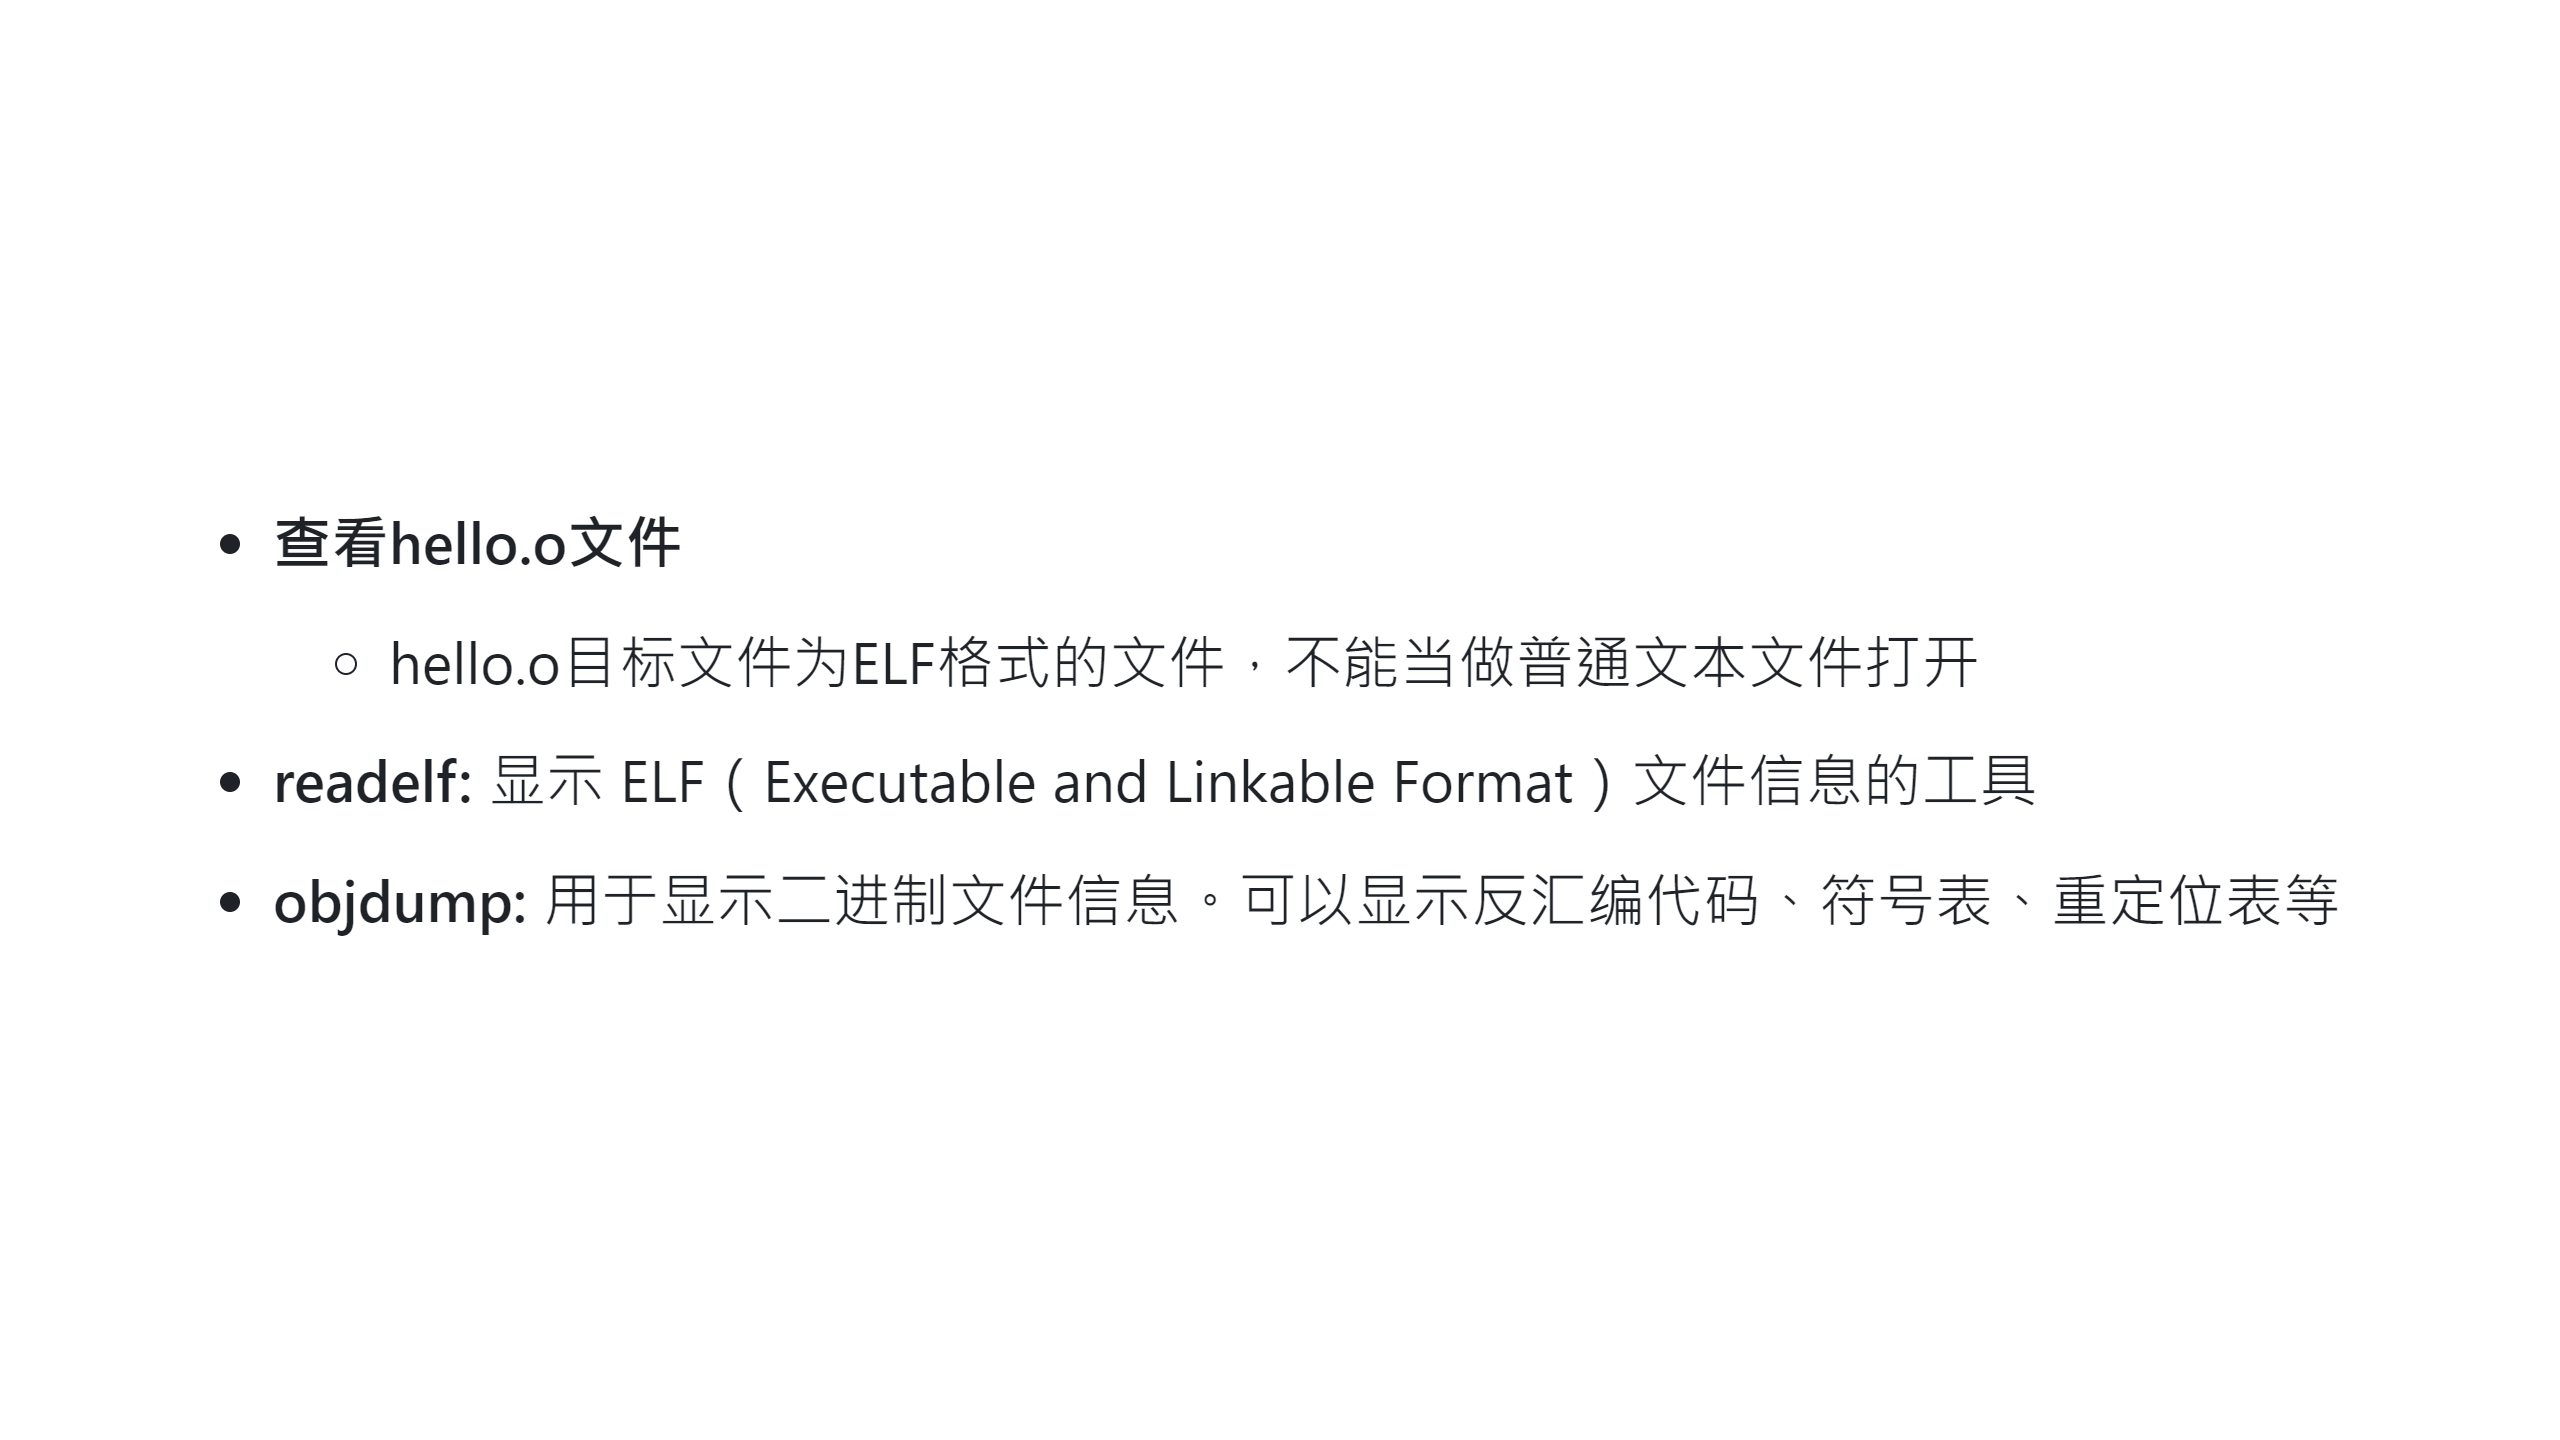 查看hello.o文件
hello.o目标文件为ELF格式的文件，不能当做普通文本文件打开
readelf: 显示 ELF（Executable and Linkable Format）文件信息的工具
objdump: 用于显示二进制文件信息。可以显示反汇编代码、符号表、重定位表等